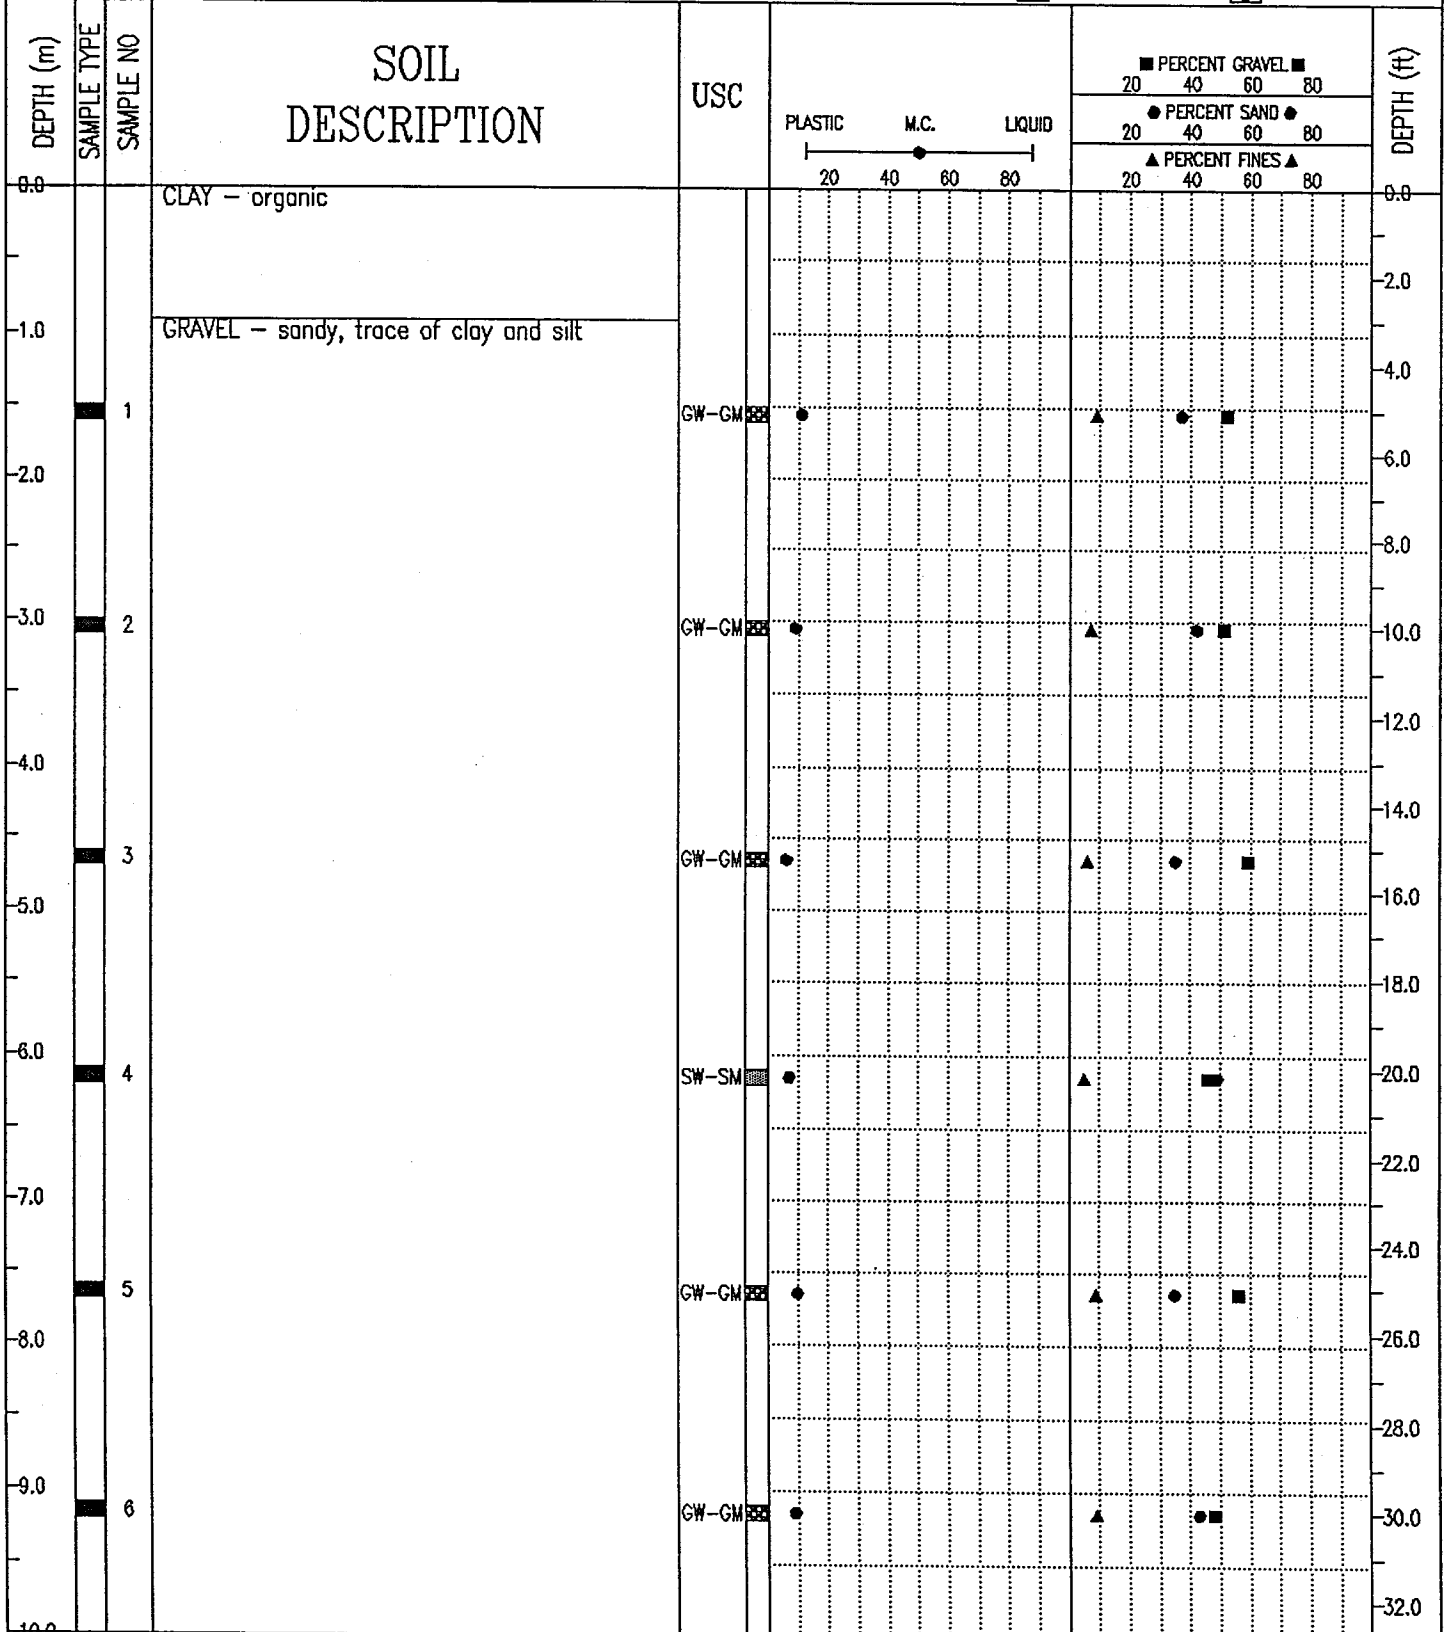 DEPTH (m)
SAMPLE TYPE
SAMPLE NO
SOIL
DESCRIPTION
USC
PLASTIC M.C. LIQUID
20 40 60 80
■ PERCENT GRAVEL ■
20 40 60 80
● PERCENT SAND ●
20 40 60 80
▲ PERCENT FINES ▲
20 40 60 80
DEPTH (ft)
0.0 CLAY – organic 0.0
2.0
1.0 GRAVEL – sandy, trace of clay and silt
4.0
1 GW-GM
6.0
2.0
8.0
3.0 2 GW-GM 10.0
12.0
4.0
14.0
3 GW-GM
16.0
5.0
18.0
6.0
4 SW-SM 20.0
22.0
7.0
24.0
5 GW-GM
8.0 26.0
28.0
9.0
6 GW-GM 30.0
32.0
10.0